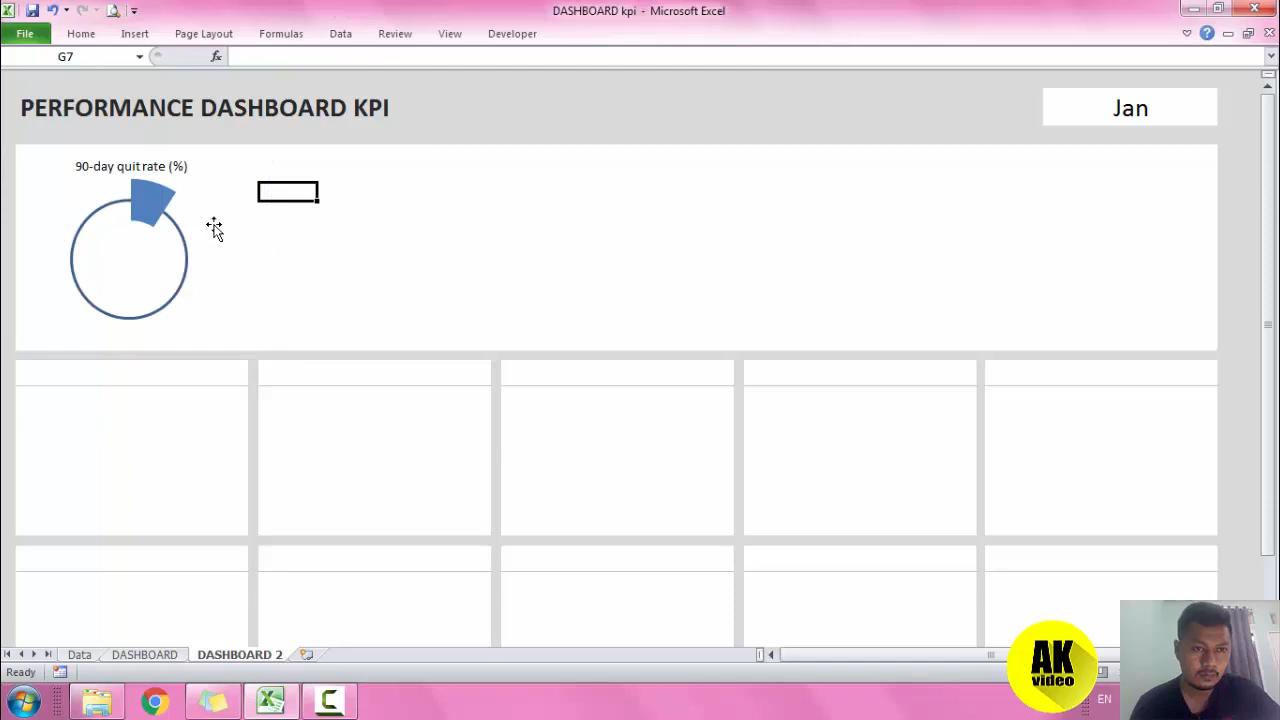 DASHBOARD kpi - Microsoft Excel
File Home Insert Page Layout Formulas Data Review View Developer
G7 fx
PERFORMANCE DASHBOARD KPI
Jan
90-day quit rate (%)
Data DASHBOARD DASHBOARD 2
Ready
AK
video
EN